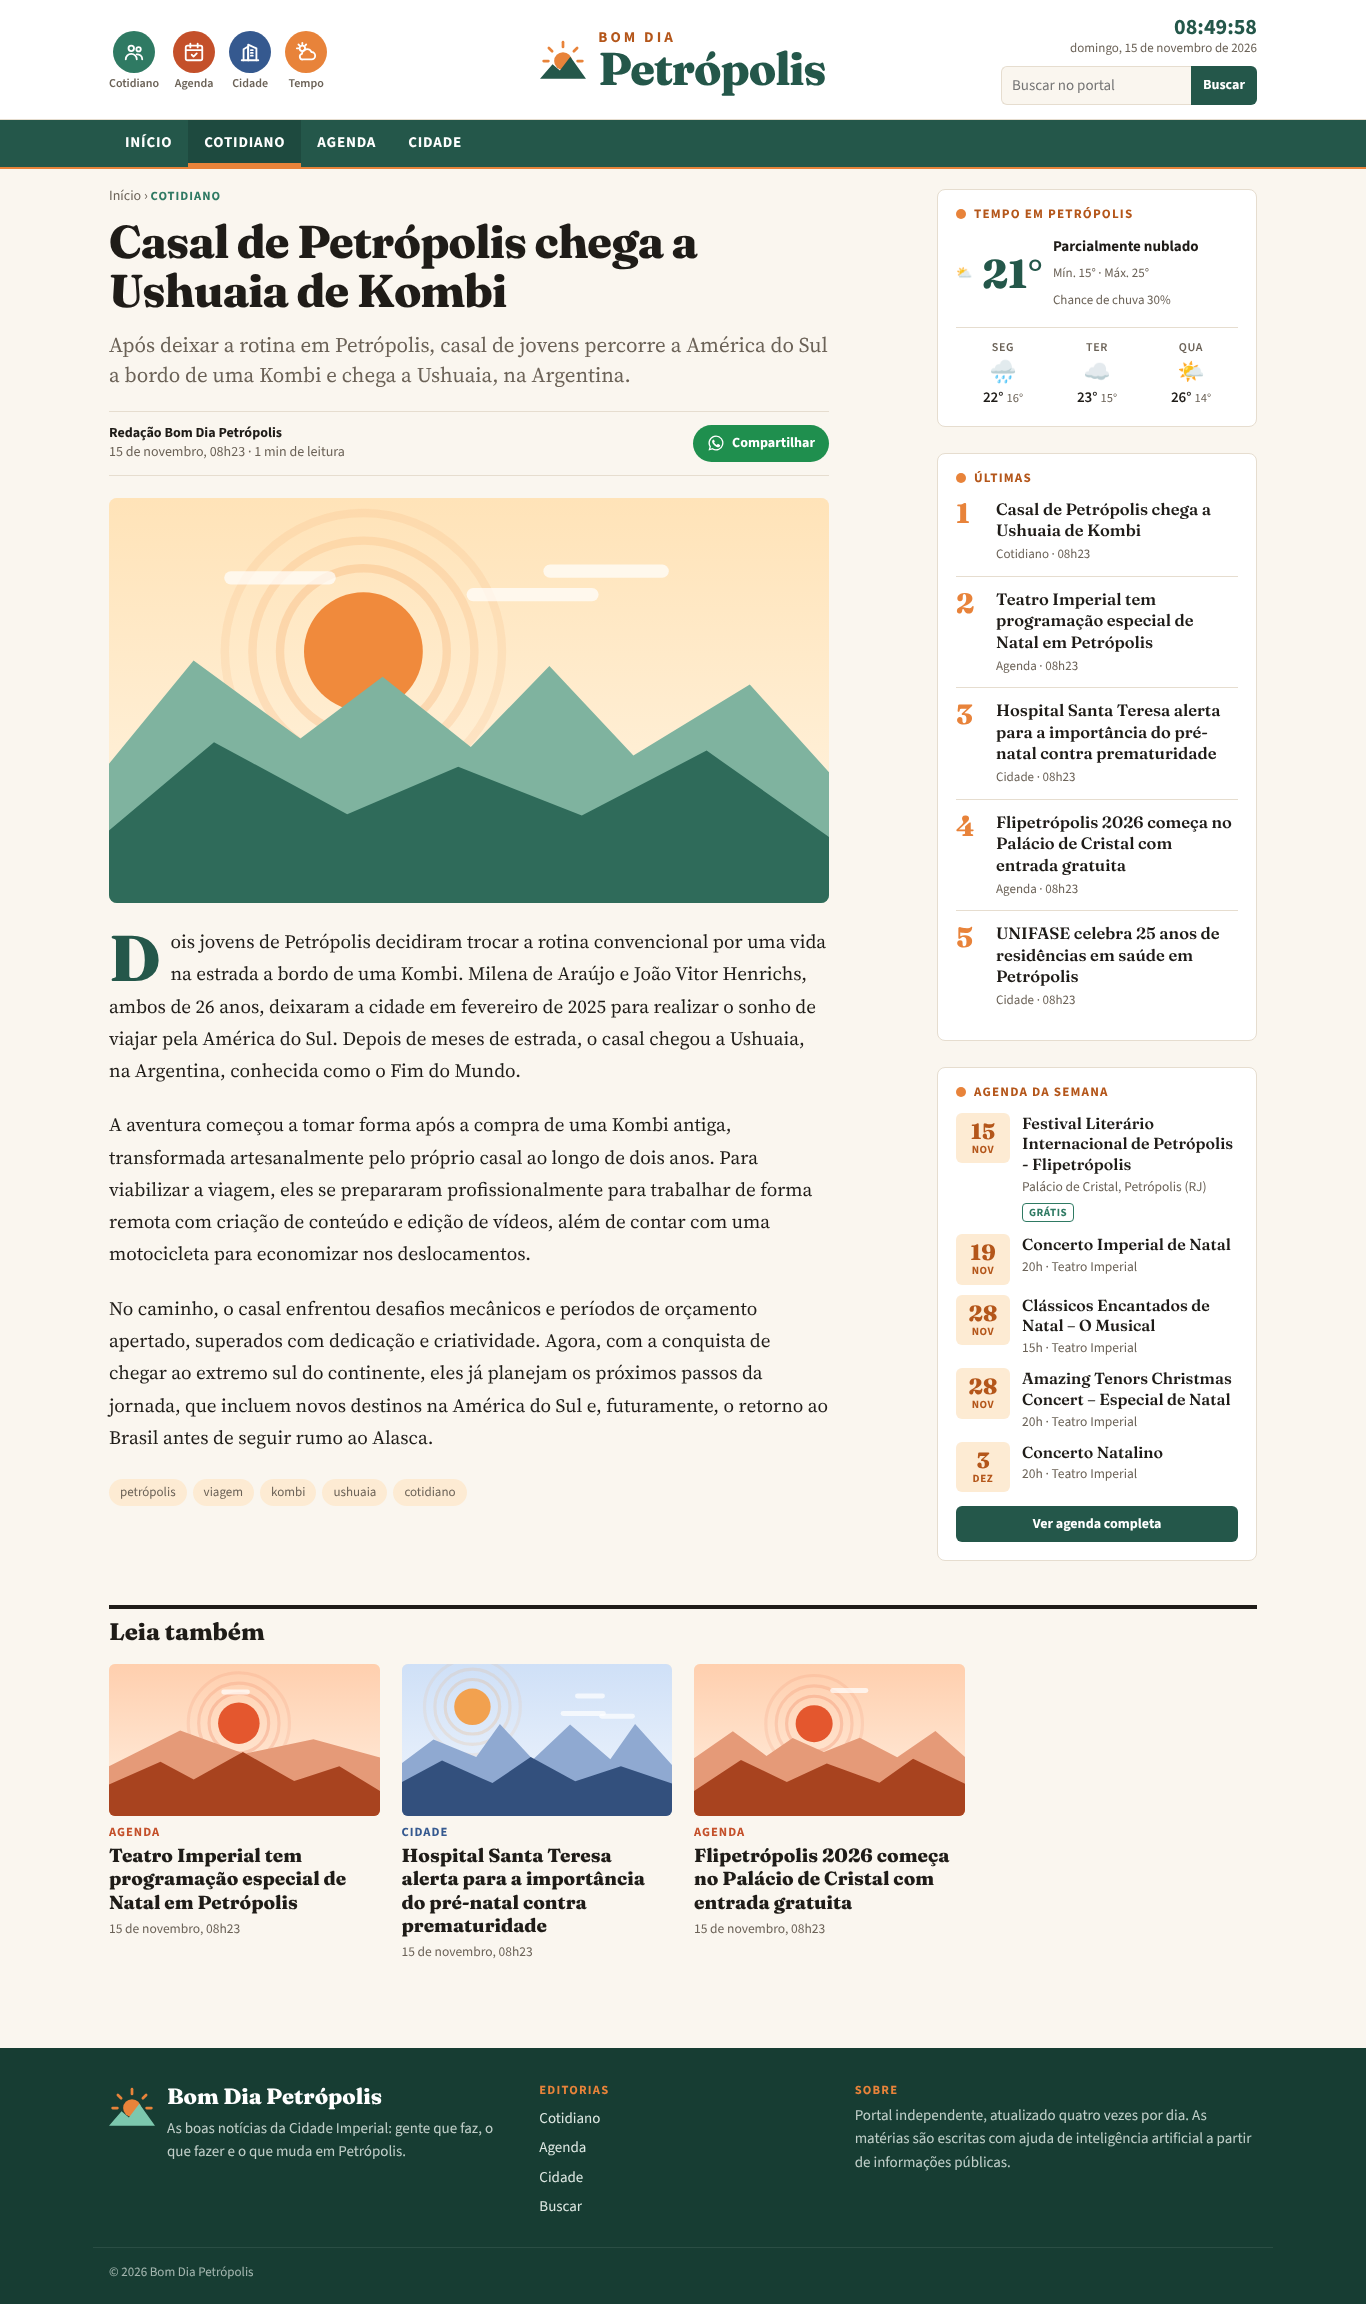 Cotidiano
Agenda
Cidade
Tempo
BOM DIA
Petrópolis
08:49:58
domingo, 15 de novembro de 2026
Buscar no portal
Buscar
INÍCIO
COTIDIANO
AGENDA
CIDADE
Início › COTIDIANO
Casal de Petrópolis chega a
Ushuaia de Kombi
Após deixar a rotina em Petrópolis, casal de jovens percorre a América do Sul
a bordo de uma Kombi e chega a Ushuaia, na Argentina.
Redação Bom Dia Petrópolis
15 de novembro, 08h23 · 1 min de leitura
Compartilhar
Dois jovens de Petrópolis decidiram trocar a rotina convencional por uma vida
na estrada a bordo de uma Kombi. Milena de Araújo e João Vitor Henrichs,
ambos de 26 anos, deixaram a cidade em fevereiro de 2025 para realizar o sonho de
viajar pela América do Sul. Depois de meses de estrada, o casal chegou a Ushuaia,
na Argentina, conhecida como o Fim do Mundo.
A aventura começou a tomar forma após a compra de uma Kombi antiga,
transformada artesanalmente pelo próprio casal ao longo de dois anos. Para
viabilizar a viagem, eles se prepararam profissionalmente para trabalhar de forma
remota com criação de conteúdo e edição de vídeos, além de contar com uma
motocicleta para economizar nos deslocamentos.
No caminho, o casal enfrentou desafios mecânicos e períodos de orçamento
apertado, superados com dedicação e criatividade. Agora, com a conquista de
chegar ao extremo sul do continente, eles já planejam os próximos passos da
jornada, que incluem novos destinos na América do Sul e, futuramente, o retorno ao
Brasil antes de seguir rumo ao Alasca.
petrópolis
viagem
kombi
ushuaia
cotidiano
TEMPO EM PETRÓPOLIS
21°
Parcialmente nublado
Mín. 15° · Máx. 25°
Chance de chuva 30%
SEG
TER
QUA
22° 16°
23° 15°
26° 14°
ÚLTIMAS
1
Casal de Petrópolis chega a
Ushuaia de Kombi
Cotidiano · 08h23
2
Teatro Imperial tem
programação especial de
Natal em Petrópolis
Agenda · 08h23
3
Hospital Santa Teresa alerta
para a importância do pré-
natal contra prematuridade
Cidade · 08h23
4
Flipetrópolis 2026 começa no
Palácio de Cristal com
entrada gratuita
Agenda · 08h23
5
UNIFASE celebra 25 anos de
residências em saúde em
Petrópolis
Cidade · 08h23
AGENDA DA SEMANA
15
NOV
Festival Literário
Internacional de Petrópolis
- Flipetrópolis
Palácio de Cristal, Petrópolis (RJ)
GRÁTIS
19
NOV
Concerto Imperial de Natal
20h · Teatro Imperial
28
NOV
Clássicos Encantados de
Natal – O Musical
15h · Teatro Imperial
28
NOV
Amazing Tenors Christmas
Concert – Especial de Natal
20h · Teatro Imperial
3
DEZ
Concerto Natalino
20h · Teatro Imperial
Ver agenda completa
Leia também
AGENDA
Teatro Imperial tem
programação especial de
Natal em Petrópolis
15 de novembro, 08h23
CIDADE
Hospital Santa Teresa
alerta para a importância
do pré-natal contra
prematuridade
15 de novembro, 08h23
AGENDA
Flipetrópolis 2026 começa
no Palácio de Cristal com
entrada gratuita
15 de novembro, 08h23
Bom Dia Petrópolis
As boas notícias da Cidade Imperial: gente que faz, o
que fazer e o que muda em Petrópolis.
EDITORIAS
Cotidiano
Agenda
Cidade
Buscar
SOBRE
Portal independente, atualizado quatro vezes por dia. As
matérias são escritas com ajuda de inteligência artificial a partir
de informações públicas.
© 2026 Bom Dia Petrópolis